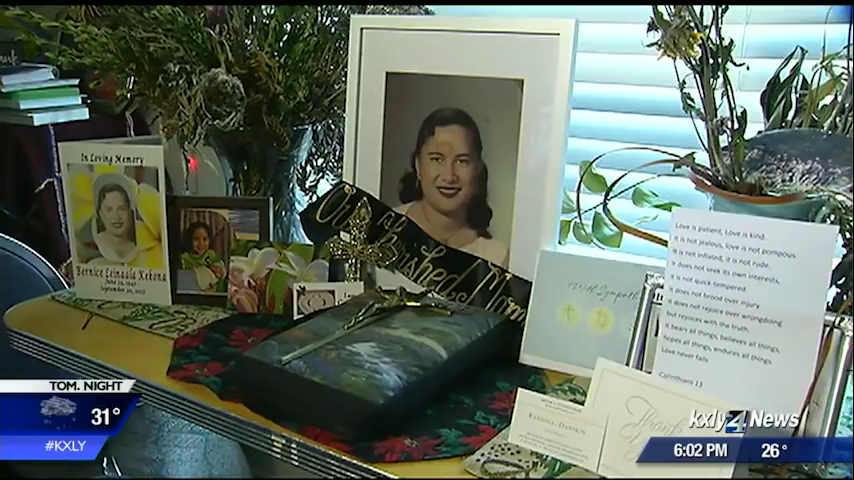 In Loving Memory
Bernice Leinaala Kekona
Cherished Mom
With Sympathy
Love is patient, Love is kind.
It is not jealous, love is not pompous.
It is not inflated, it is not rude.
It does not seek its own interests,
it is not quick-tempered
It does not brood over injury
It does not rejoice over wrongdoing
but rejoices with the truth.
It bears all things, believes all things,
hopes all things, endures all things.
Love never fails
Corinthians 13
Thank
TOM. NIGHT
31°
#KXLY
kxly 4 News
6:02 PM 26°